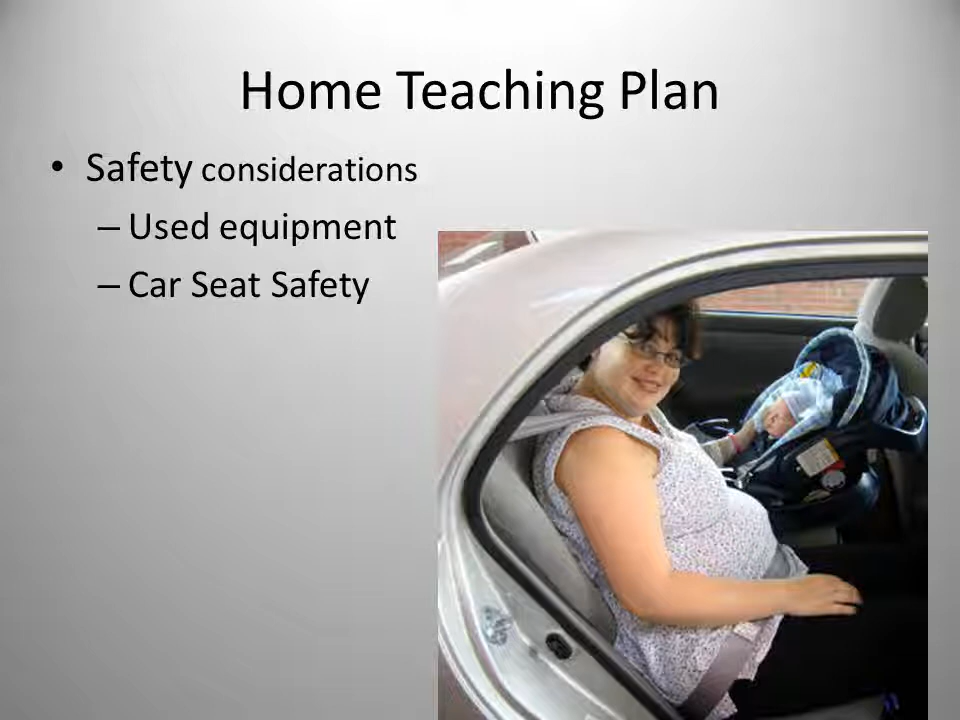 Home Teaching Plan
• Safety considerations
– Used equipment
– Car Seat Safety